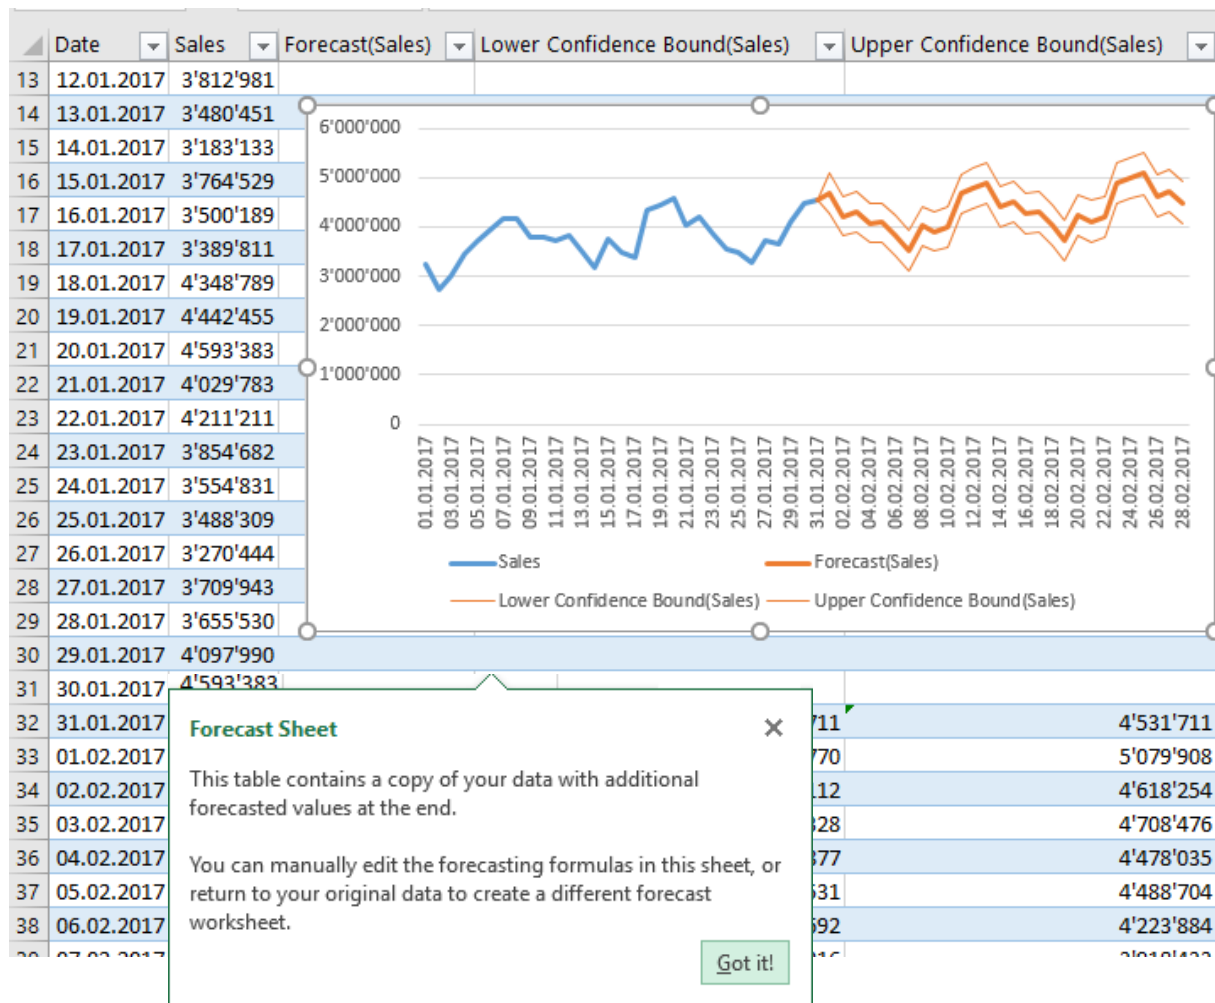 Date Sales Forecast(Sales) Lower Confidence Bound(Sales) Upper Confidence Bound(Sales)
13 12.01.2017 3'812'981
14 13.01.2017 3'480'451
15 14.01.2017 3'183'133
16 15.01.2017 3'764'529
17 16.01.2017 3'500'189
18 17.01.2017 3'389'811
19 18.01.2017 4'348'789
20 19.01.2017 4'442'455
21 20.01.2017 4'593'383
22 21.01.2017 4'029'783
23 22.01.2017 4'211'211
24 23.01.2017 3'854'682
25 24.01.2017 3'554'831
26 25.01.2017 3'488'309
27 26.01.2017 3'270'444
28 27.01.2017 3'709'943
29 28.01.2017 3'655'530
30 29.01.2017 4'097'990
31 30.01.2017 4'593'383
32 31.01.2017 711 4'531'711
33 01.02.2017 770 5'079'908
34 02.02.2017 112 4'618'254
35 03.02.2017 328 4'708'476
36 04.02.2017 377 4'478'035
37 05.02.2017 531 4'488'704
38 06.02.2017 592 4'223'884
6'000'000
5'000'000
4'000'000
3'000'000
2'000'000
1'000'000
0
01.01.2017
03.01.2017
05.01.2017
07.01.2017
09.01.2017
11.01.2017
13.01.2017
15.01.2017
17.01.2017
19.01.2017
21.01.2017
23.01.2017
25.01.2017
27.01.2017
29.01.2017
31.01.2017
02.02.2017
04.02.2017
06.02.2017
08.02.2017
10.02.2017
12.02.2017
14.02.2017
16.02.2017
18.02.2017
20.02.2017
22.02.2017
24.02.2017
26.02.2017
28.02.2017
Sales
Forecast(Sales)
Lower Confidence Bound(Sales)
Upper Confidence Bound(Sales)
Forecast Sheet
This table contains a copy of your data with additional
forecasted values at the end.
You can manually edit the forecasting formulas in this sheet, or
return to your original data to create a different forecast
worksheet.
Got it!